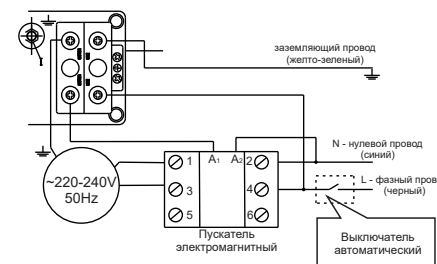 заземляющий провод
(желто-зеленый)
N - нулевой провод
(синий)
L - фазный пров
(черный)
1 A1 A2 2
3 4
5 6
~220-240V
50Hz
Пускатель
электромагнитный
Выключатель
автоматический